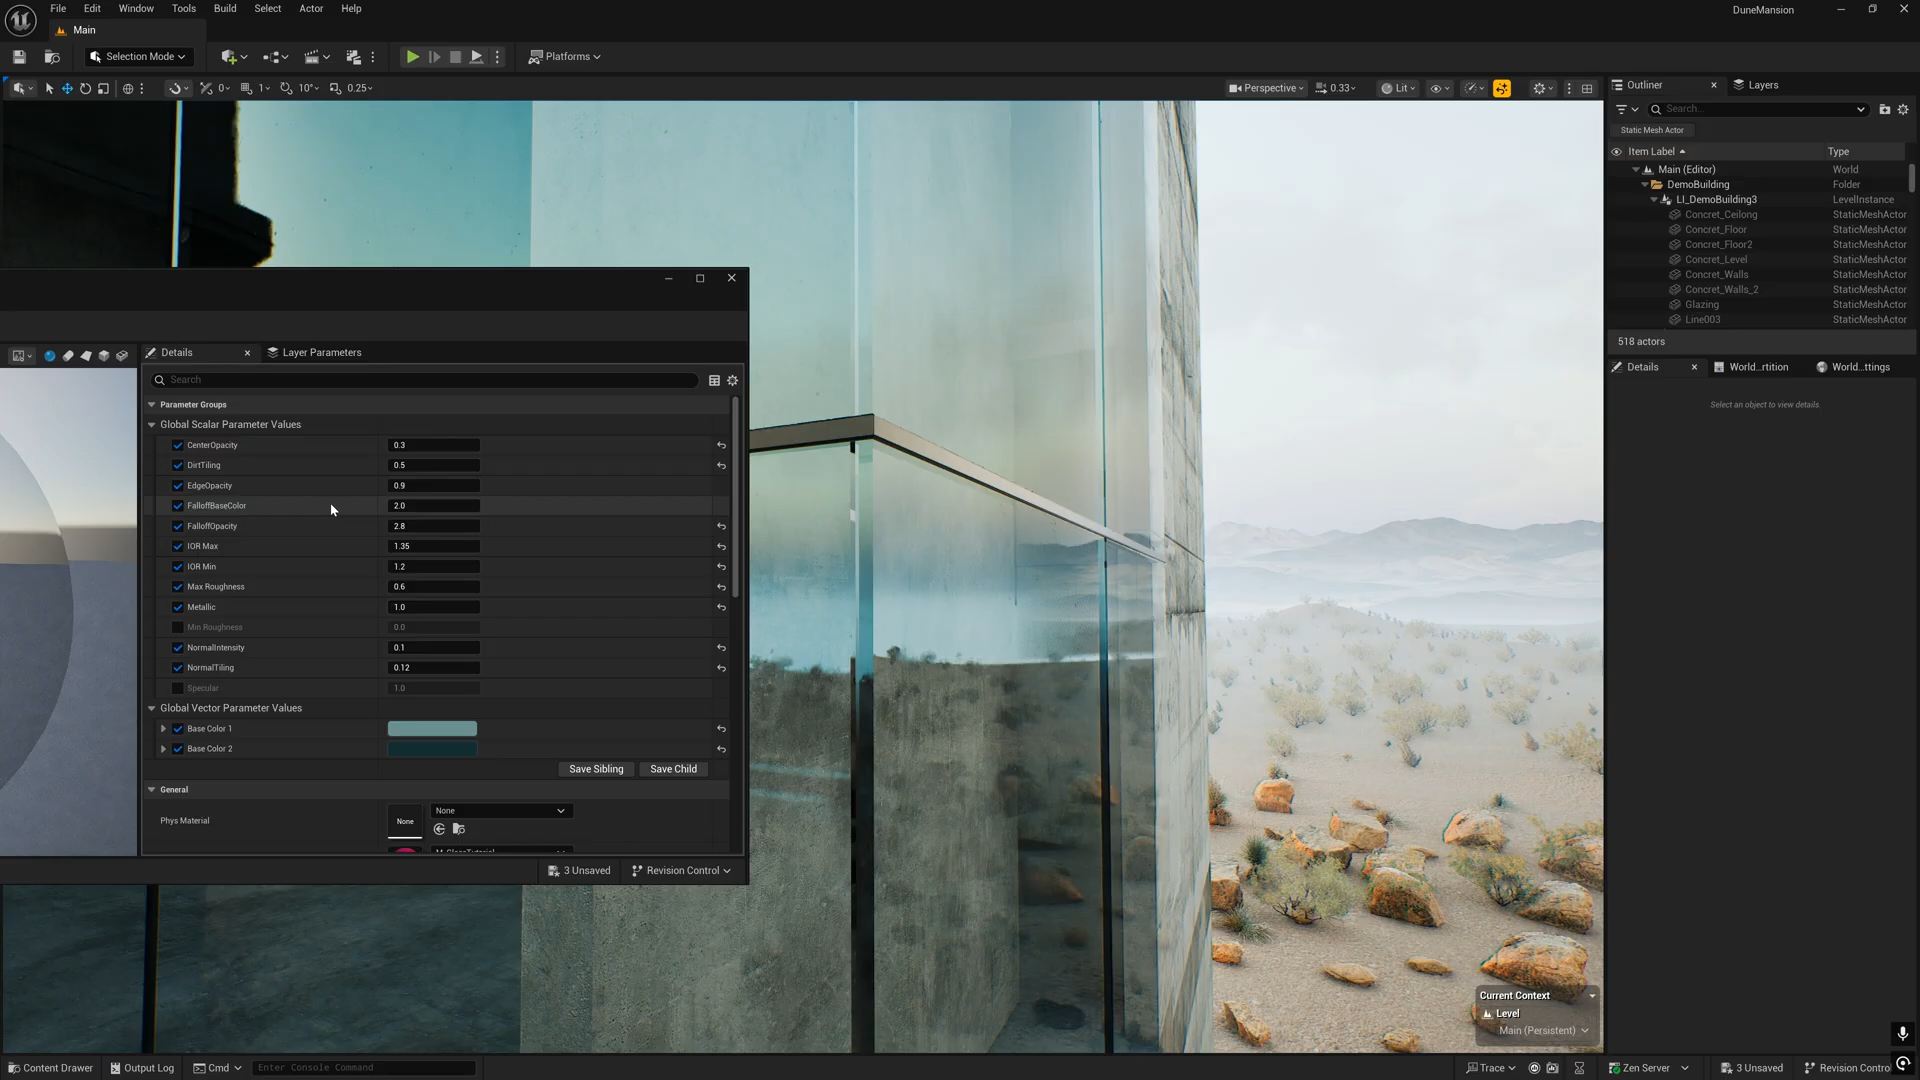 File Edit Window Tools Build Select Actor Help
DuneMansion
Main
Selection Mode
Platforms
0 1 10° 0.25
Perspective 0.33 Lit
Outliner Layers
Search...
Static Mesh Actor
Item Label Type
Main (Editor) World
DemoBuilding Folder
LI_DemoBuilding3 LevelInstance
Concret_Ceilong StaticMeshActor
Concret_Floor StaticMeshActor
Concret_Floor2 StaticMeshActor
Concret_Level StaticMeshActor
Concret_Walls StaticMeshActor
Concret_Walls_2 StaticMeshActor
Glazing StaticMeshActor
Line003 StaticMeshActor
518 actors
Details World...rtition World...ttings
Select an object to view details.
Details Layer Parameters
Search
Parameter Groups
Global Scalar Parameter Values
CenterOpacity 0.3
DirtTiling 0.5
EdgeOpacity 0.9
FalloffBaseColor 2.0
FalloffOpacity 2.8
IOR Max 1.35
IOR Min 1.2
Max Roughness 0.6
Metallic 1.0
Min Roughness 0.0
NormalIntensity 0.1
NormalTiling 0.12
Specular 1.0
Global Vector Parameter Values
Base Color 1
Base Color 2
Save Sibling Save Child
General
Phys Material None None
3 Unsaved Revision Control
Current Context
Level
Main (Persistent)
Content Drawer Output Log Cmd Enter Console Command
Trace Zen Server 3 Unsaved Revision Contro